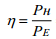 η = P_H / P_E